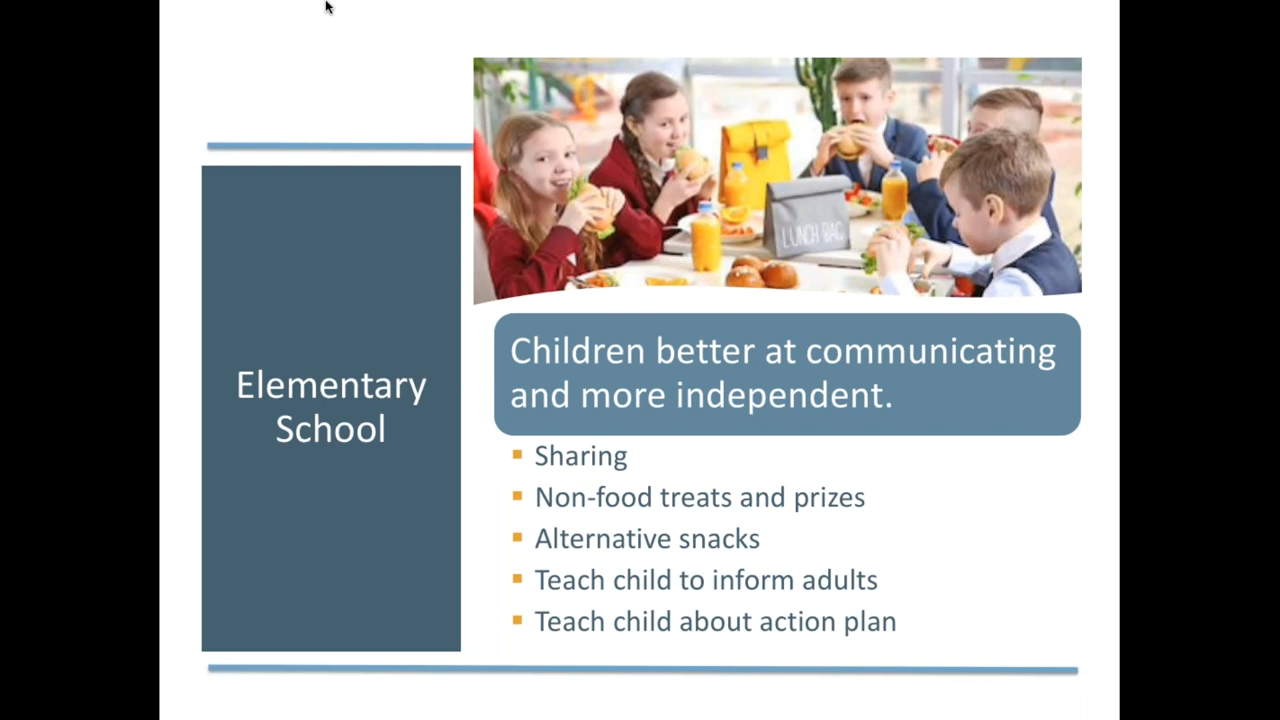 LUNCH BAG
Elementary
School
Children better at communicating
and more independent.
Sharing
Non-food treats and prizes
Alternative snacks
Teach child to inform adults
Teach child about action plan